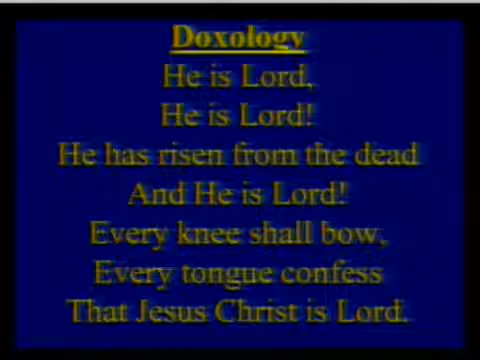 Doxology
He is Lord,
He is Lord!
He has risen from the dead
And He is Lord!
Every knee shall bow,
Every tongue confess
That Jesus Christ is Lord.